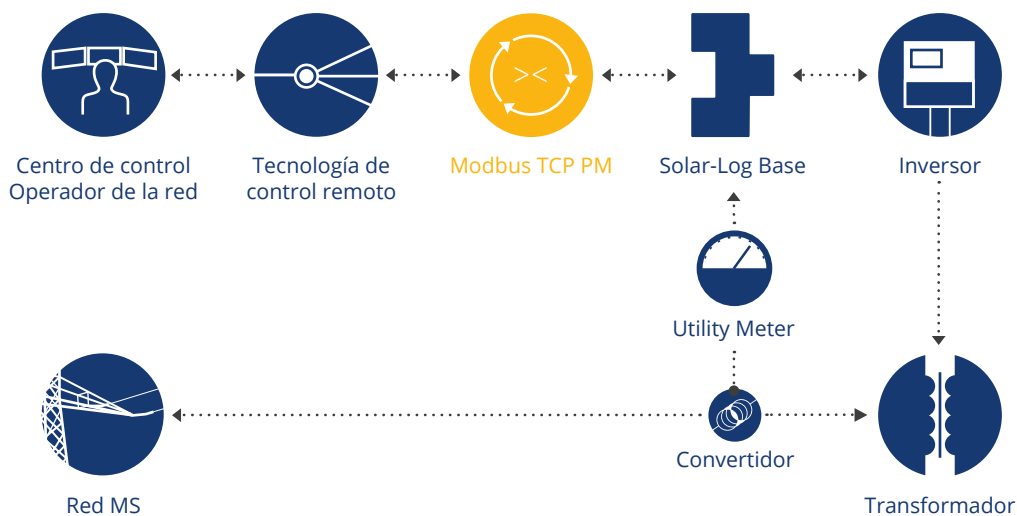 Centro de control
Operador de la red
Tecnología de
control remoto
Modbus TCP PM
Solar-Log Base
Inversor
Utility Meter
Convertidor
Red MS
Transformador